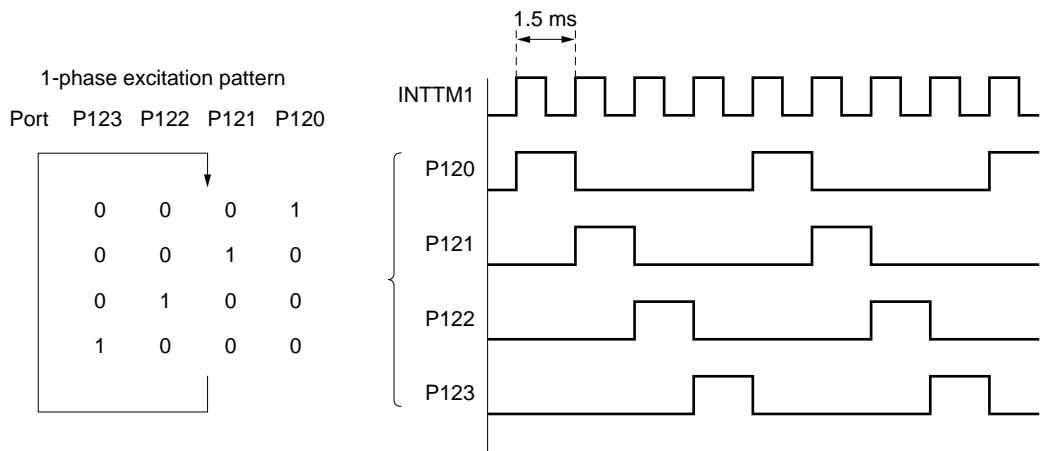 1-phase excitation pattern
Port P123 P122 P121 P120
0 0 0 1
0 0 1 0
0 1 0 0
1 0 0 0
1.5 ms
INTTM1
P120
P121
P122
P123